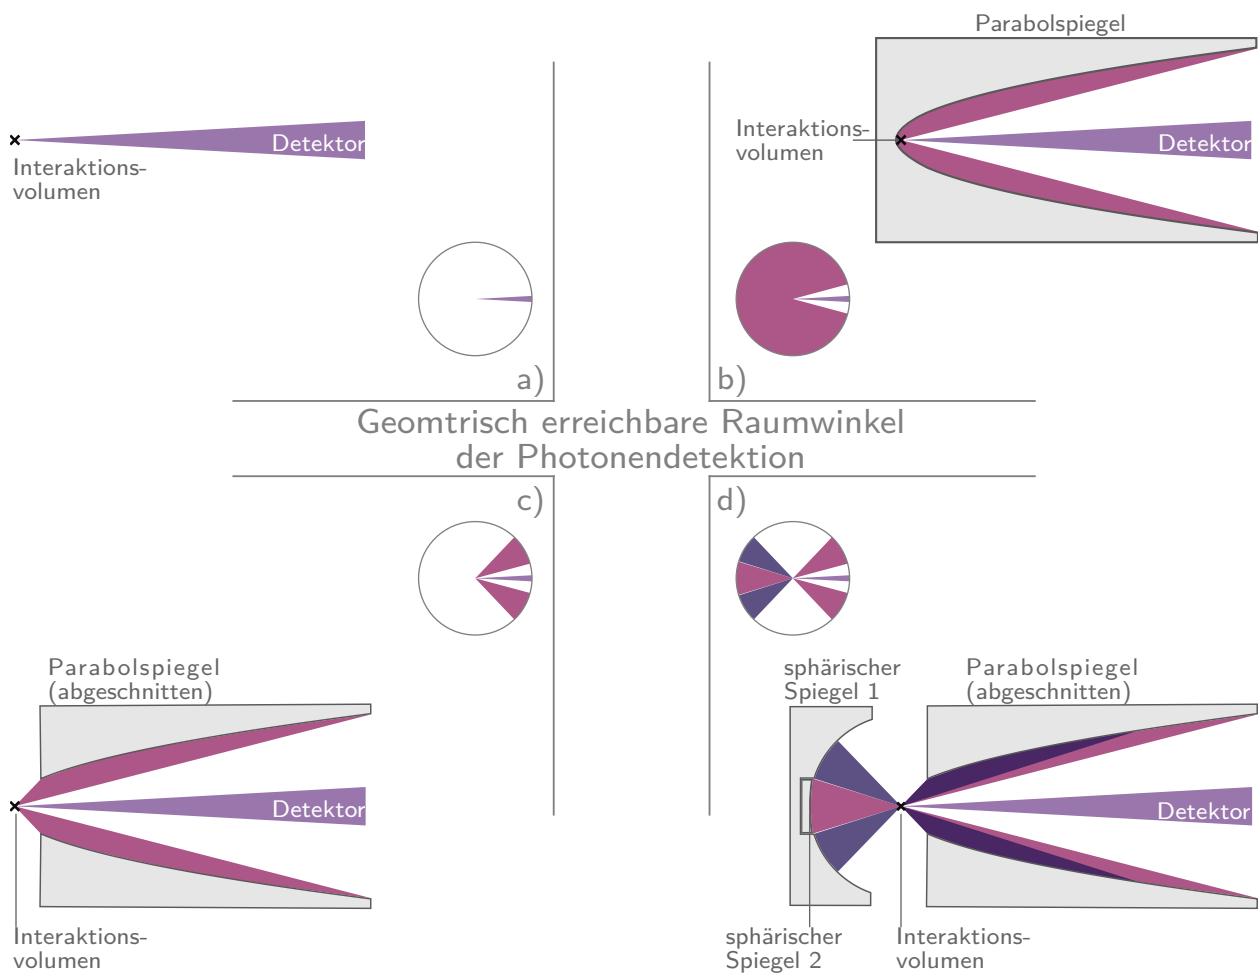 Detektor
Interaktions-
volumen
a)
Parabolspiegel
Interaktions-
volumen
Detektor
b)
Geomtrisch erreichbare Raumwinkel
der Photonendetektion
c)
Parabolspiegel
(abgeschnitten)
Detektor
Interaktions-
volumen
d)
sphärischer
Spiegel 1
Parabolspiegel
(abgeschnitten)
Detektor
sphärischer
Spiegel 2
Interaktions-
volumen